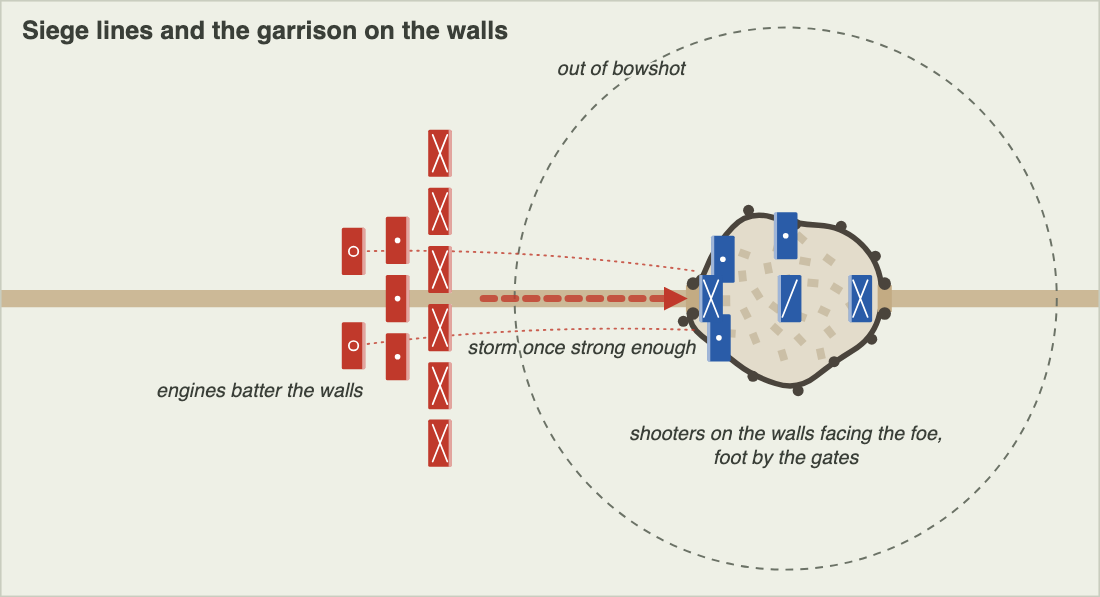 Siege lines and the garrison on the walls
out of bowshot
storm once strong enough
engines batter the walls
shooters on the walls facing the foe,
foot by the gates